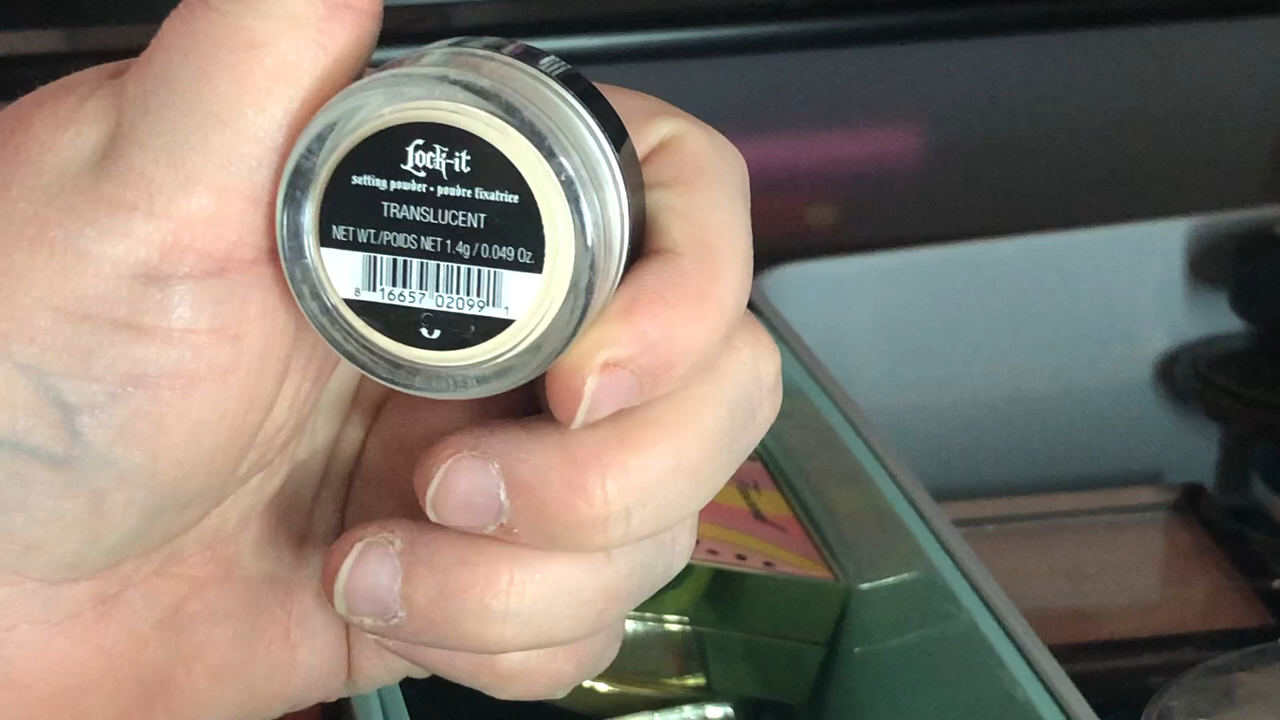 Lock-it
setting powder • poudre fixatrice
TRANSLUCENT
NET WT./POIDS NET 1.4g / 0.049 Oz.
8 16657 02099 1